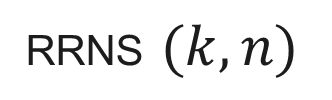 RRNS (k, n)